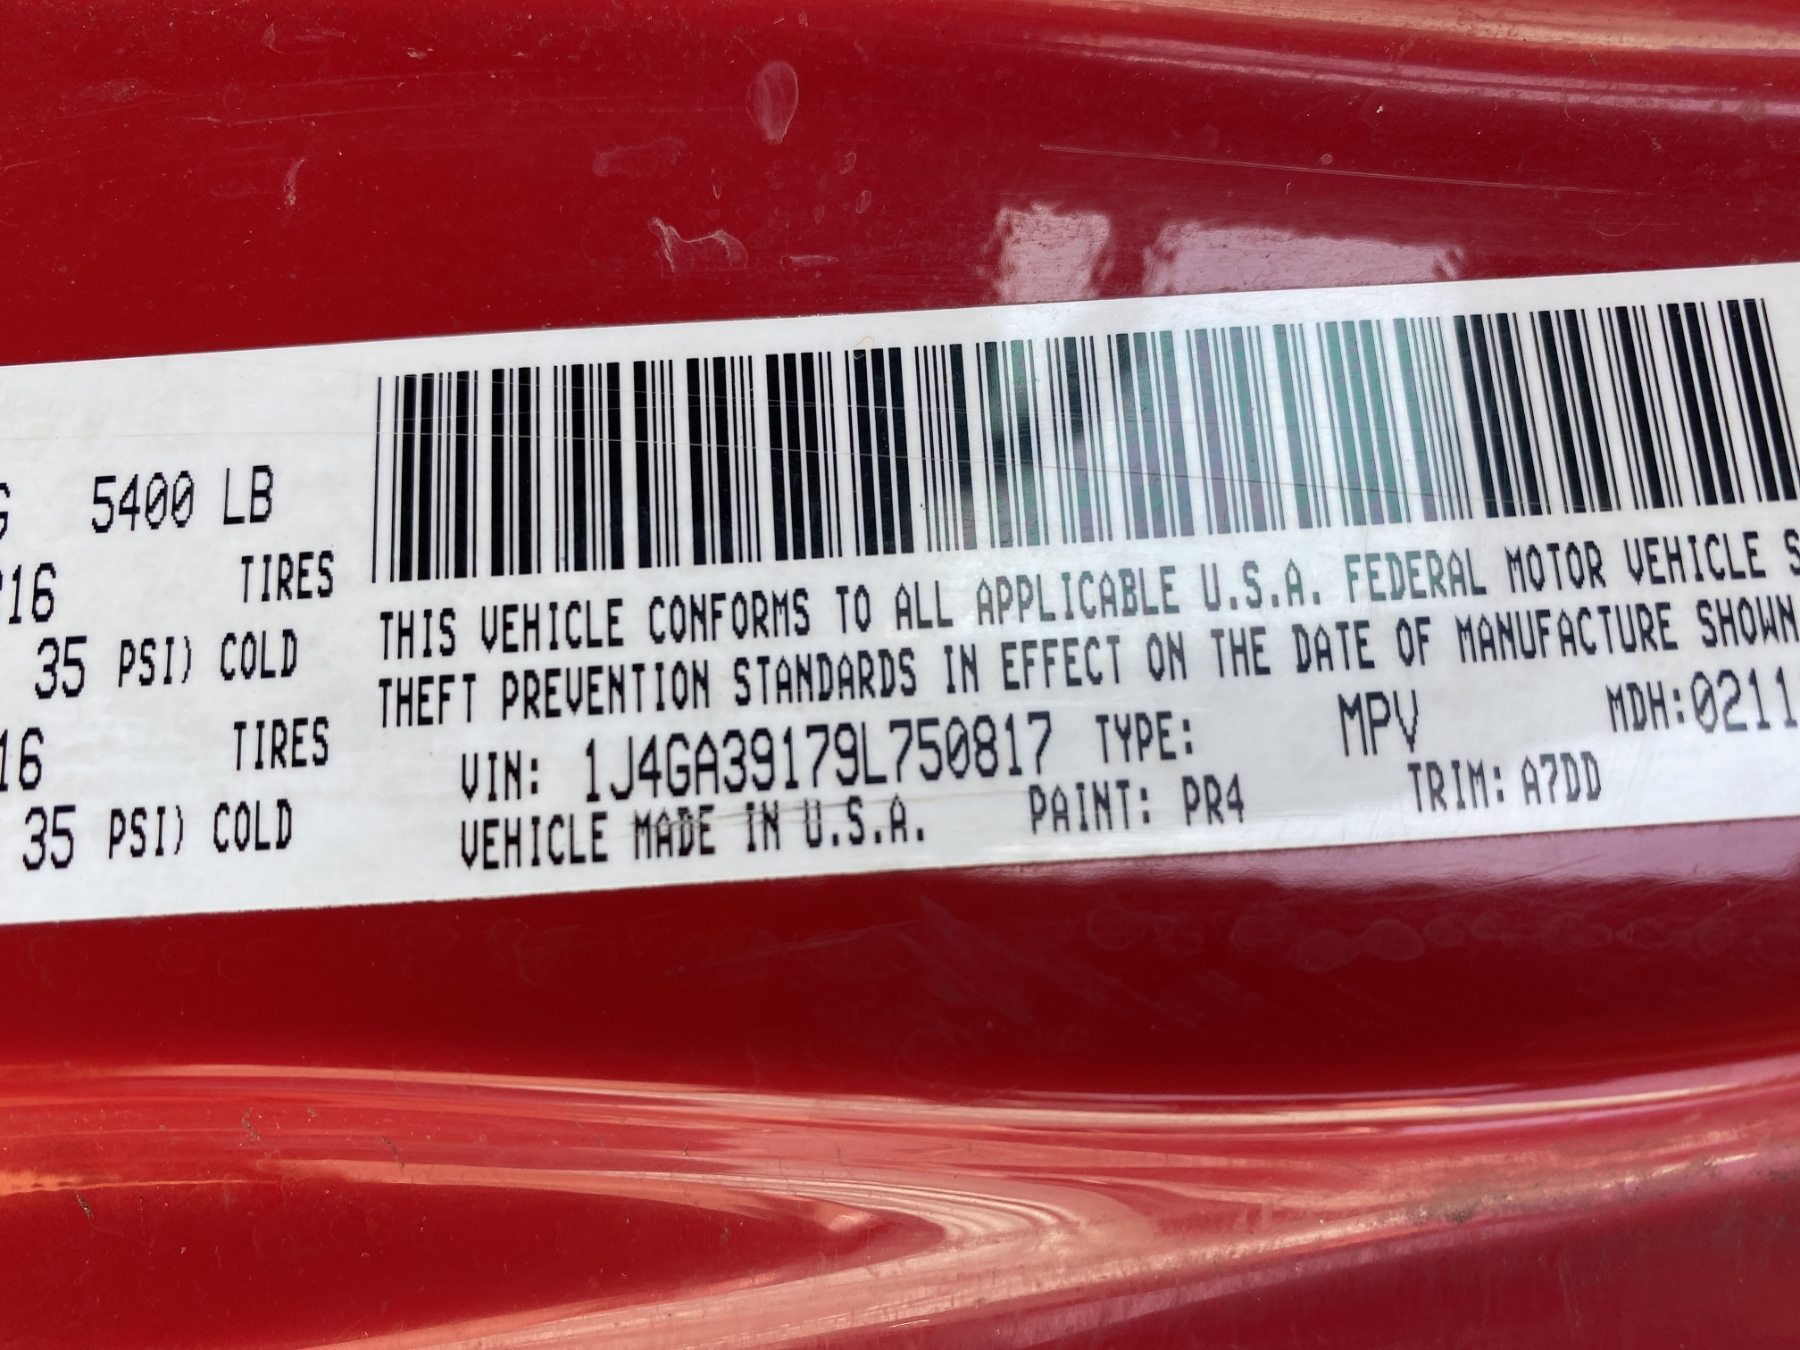 5400 LB
16 TIRES
35 PSI) COLD
16 TIRES
35 PSI) COLD
THIS VEHICLE CONFORMS TO ALL APPLICABLE U.S.A. FEDERAL MOTOR VEHICLE
THEFT PREVENTION STANDARDS IN EFFECT ON THE DATE OF MANUFACTURE SHOWN
VIN: 1J4GA39179L750817 TYPE: MPV MDH:0211
VEHICLE MADE IN U.S.A. PAINT: PR4 TRIM: A7DD